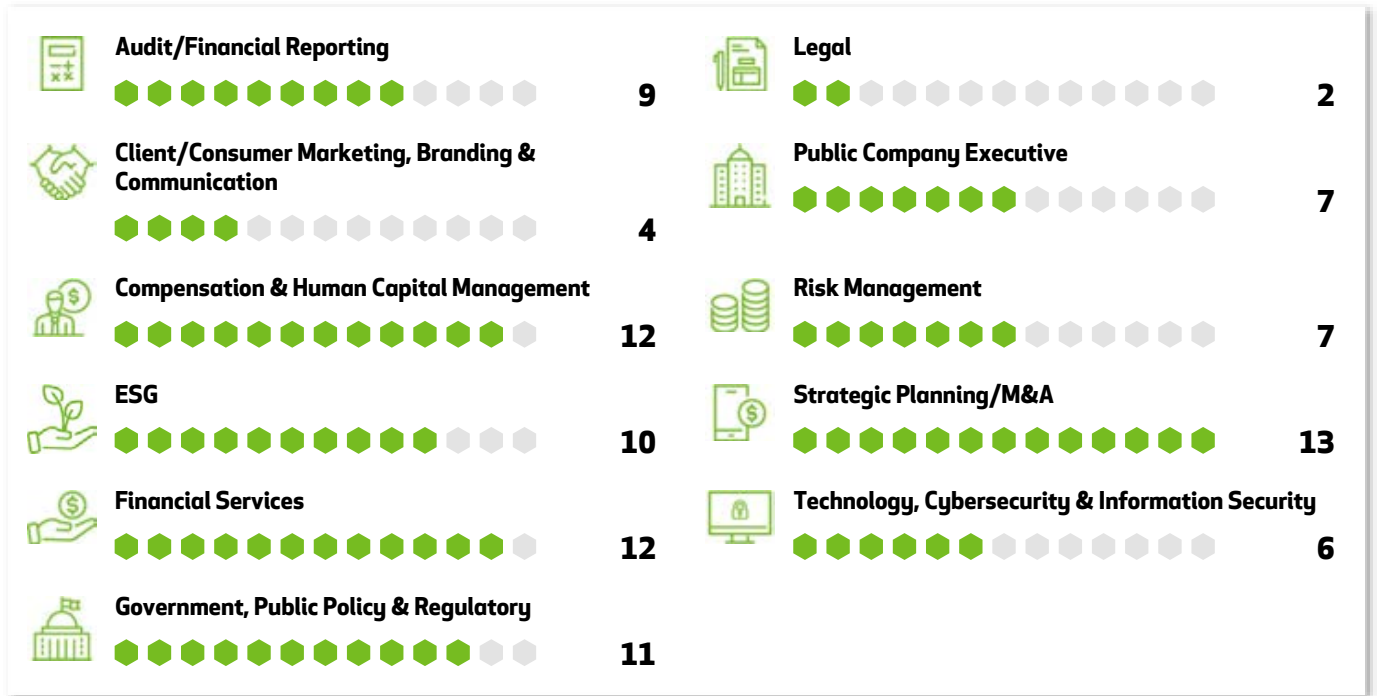 Audit/Financial Reporting
9
Client/Consumer Marketing, Branding &
Communication
4
Compensation & Human Capital Management
12
ESG
10
Financial Services
12
Government, Public Policy & Regulatory
11
Legal
2
Public Company Executive
7
Risk Management
7
Strategic Planning/M&A
13
Technology, Cybersecurity & Information Security
6